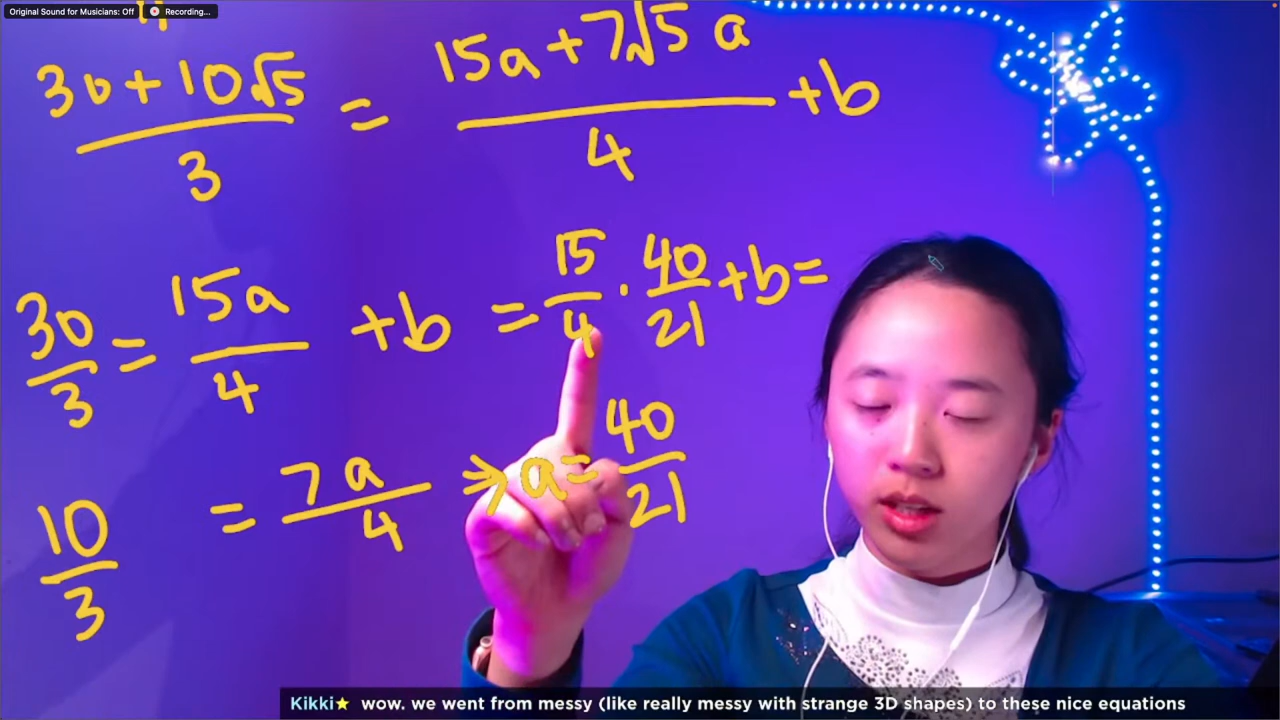 Original Sound for Musicians: Off Recording...
30+10√5 / 3 = 15a+7√5 a / 4 +b
30/3 = 15a/4 +b = 15/4 · 40/21 +b=
10/3 = 7a/4 ⇒ a= 40/21
Kikki★ wow. we went from messy (like really messy with strange 3D shapes) to these nice equations